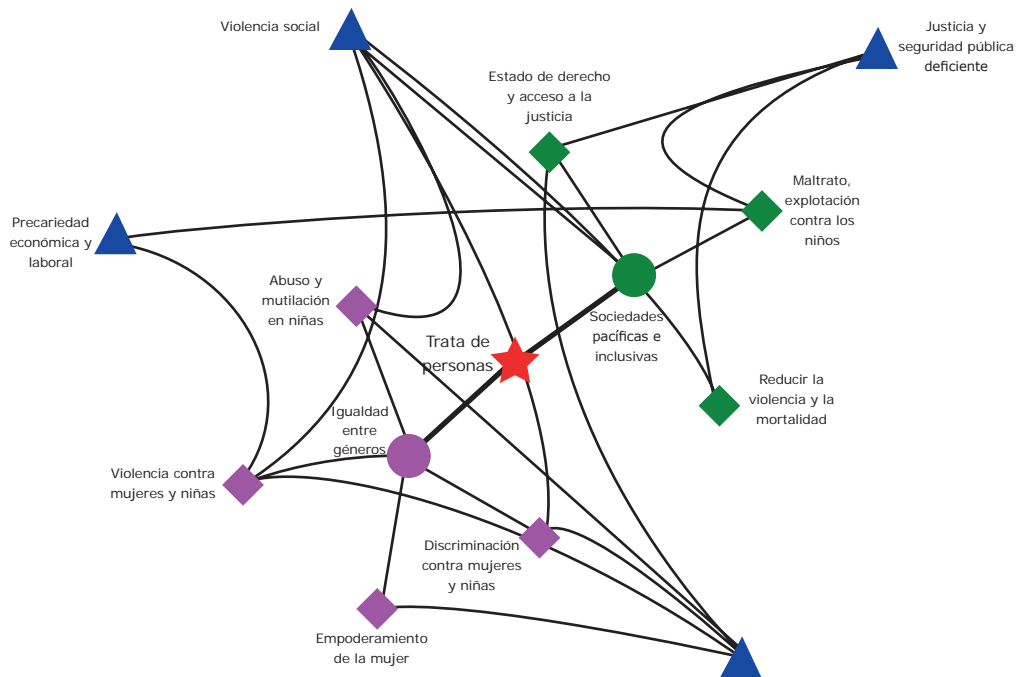 Violencia social
Justicia y
seguridad pública
deficiente
Estado de derecho
y acceso a la
justicia
Maltrato,
explotación
contra los
niños
Precariedad
económica y
laboral
Abuso y
mutilación
en niñas
Sociedades
pacíficas e
inclusivas
Trata de
personas
Reducir la
violencia y la
mortalidad
Igualdad
entre
géneros
Violencia contra
mujeres y niñas
Discriminación
contra mujeres
y niñas
Empoderamiento
de la mujer